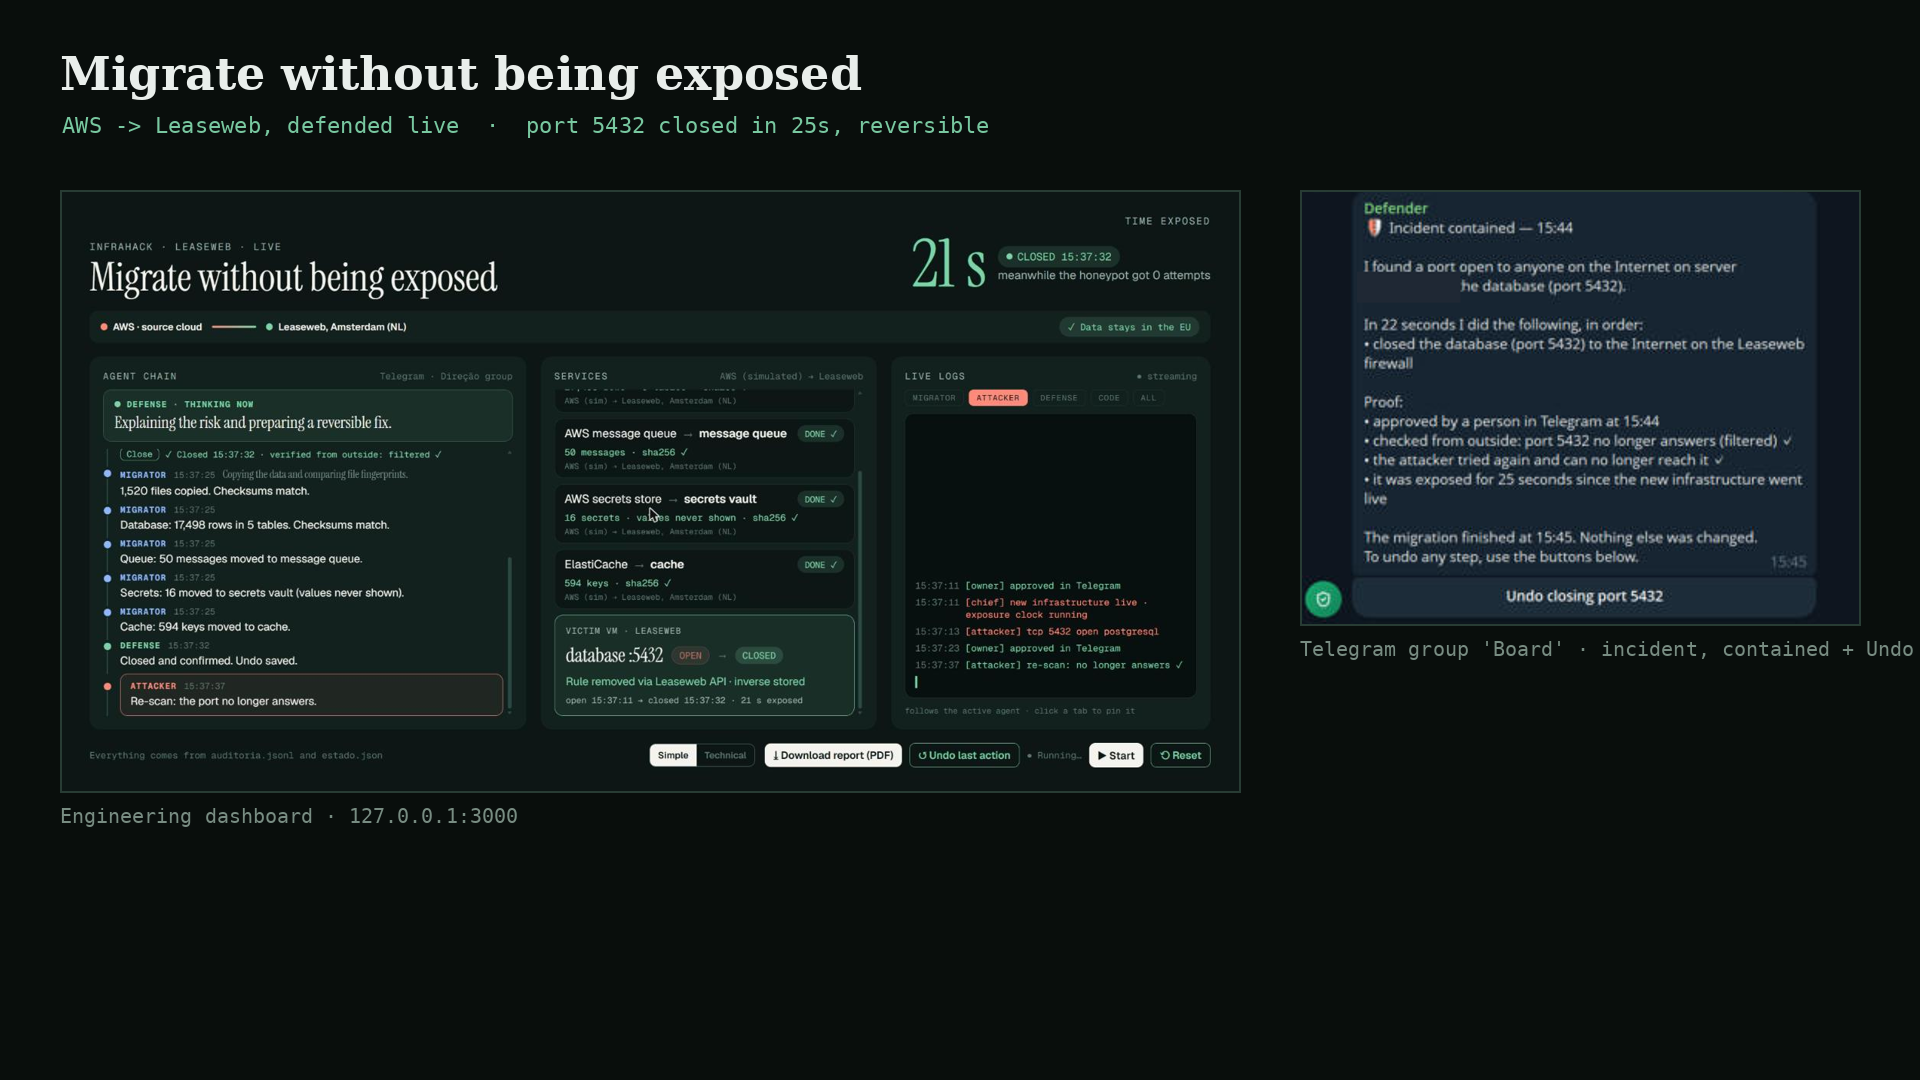 Migrate without being exposed
AWS -> Leaseweb, defended live · port 5432 closed in 25s, reversible
TIME EXPOSED
INFRAHACK · LEASEWEB · LIVE
Migrate without being exposed
21 s
● CLOSED 15:37:32
meanwhile the honeypot got 0 attempts
AWS · source cloud
Leaseweb, Amsterdam (NL)
✓ Data stays in the EU
AGENT CHAIN
Telegram · Direção group
● DEFENSE · THINKING NOW
Explaining the risk and preparing a reversible fix.
Close ✓ Closed 15:37:32 · verified from outside: filtered ✓
MIGRATOR 15:37:25 Copying the data and comparing file fingerprints.
1,520 files copied. Checksums match.
MIGRATOR 15:37:25
Database: 17,498 rows in 5 tables. Checksums match.
MIGRATOR 15:37:25
Queue: 50 messages moved to message queue.
MIGRATOR 15:37:25
Secrets: 16 moved to secrets vault (values never shown).
MIGRATOR 15:37:25
Cache: 594 keys moved to cache.
DEFENSE 15:37:32
Closed and confirmed. Undo saved.
ATTACKER 15:37:37
Re-scan: the port no longer answers.
SERVICES
AWS (simulated) → Leaseweb
AWS (sim) → Leaseweb, Amsterdam (NL)
AWS message queue → message queue DONE ✓
50 messages · sha256 ✓
AWS (sim) → Leaseweb, Amsterdam (NL)
AWS secrets store → secrets vault DONE ✓
16 secrets · values never shown · sha256 ✓
AWS (sim) → Leaseweb, Amsterdam (NL)
ElastiCache → cache DONE ✓
594 keys · sha256 ✓
AWS (sim) → Leaseweb, Amsterdam (NL)
VICTIM VM · LEASEWEB
database :5432 OPEN → CLOSED
Rule removed via Leaseweb API · inverse stored
open 15:37:11 → closed 15:37:32 · 21 s exposed
LIVE LOGS
● streaming
MIGRATOR ATTACKER DEFENSE CODE ALL
15:37:11 [owner] approved in Telegram
15:37:11 [chief] new infrastructure live ·
exposure clock running
15:37:13 [attacker] tcp 5432 open postgresql
15:37:23 [owner] approved in Telegram
15:37:37 [attacker] re-scan: no longer answers ✓
follows the active agent · click a tab to pin it
Everything comes from auditoria.jsonl and estado.json
Simple Technical
Download report (PDF)
↺ Undo last action
● Running…
▶ Start
Reset
Engineering dashboard · 127.0.0.1:3000
Defender
Incident contained — 15:44
I found a port open to anyone on the Internet on server
he database (port 5432).
In 22 seconds I did the following, in order:
• closed the database (port 5432) to the Internet on the Leaseweb
firewall
Proof:
• approved by a person in Telegram at 15:44
• checked from outside: port 5432 no longer answers (filtered) ✓
• the attacker tried again and can no longer reach it ✓
• it was exposed for 25 seconds since the new infrastructure went
live
The migration finished at 15:45. Nothing else was changed.
To undo any step, use the buttons below.
15:45
Undo closing port 5432
Telegram group 'Board' · incident, contained + Undo